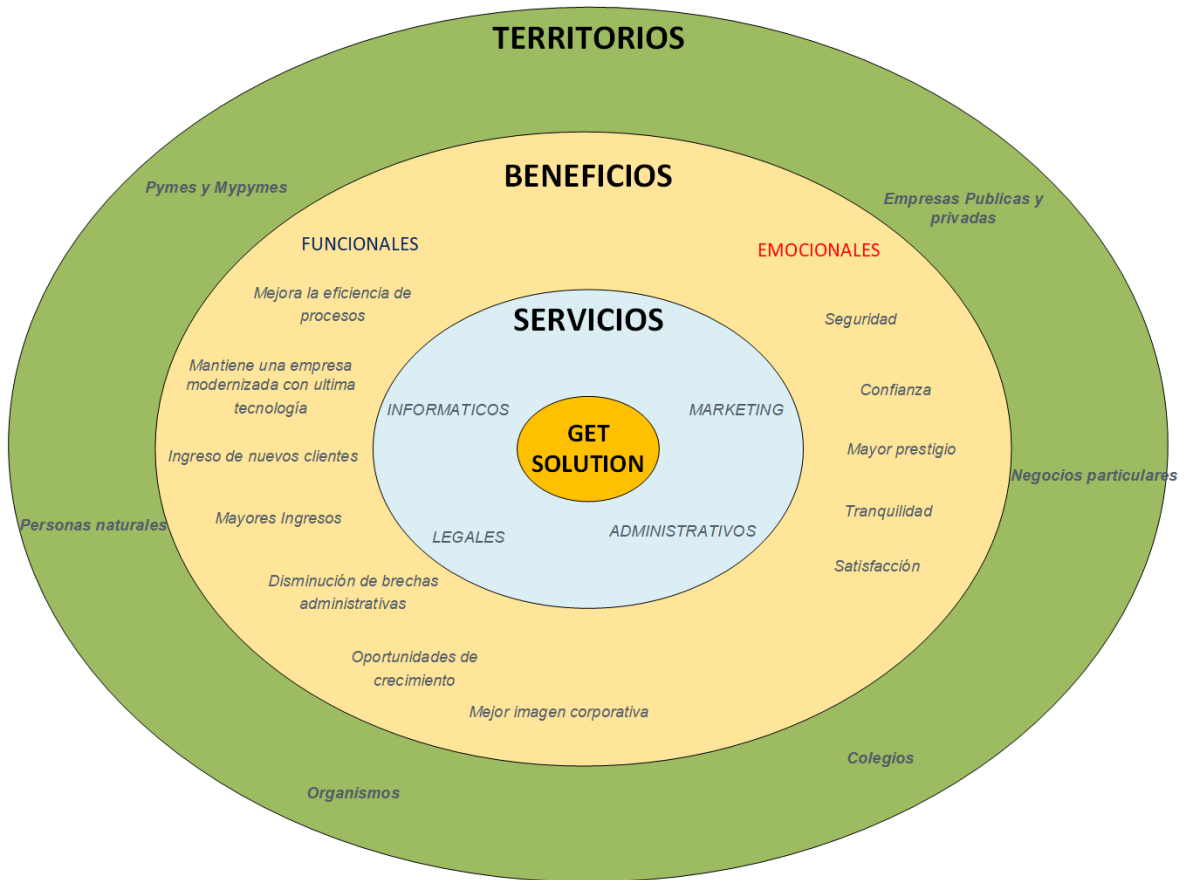 TERRITORIOS
Pymes y Mypymes
Empresas Publicas y
privadas
Personas naturales
Negocios particulares
Organismos
Colegios
BENEFICIOS
FUNCIONALES
Mejora la eficiencia de
procesos
Mantiene una empresa
modernizada con ultima
tecnología
Ingreso de nuevos clientes
Mayores Ingresos
Disminución de brechas
administrativas
Oportunidades de
crecimiento
Mejor imagen corporativa
EMOCIONALES
Seguridad
Confianza
Mayor prestigio
Tranquilidad
Satisfacción
SERVICIOS
INFORMATICOS
MARKETING
LEGALES
ADMINISTRATIVOS
GET
SOLUTION